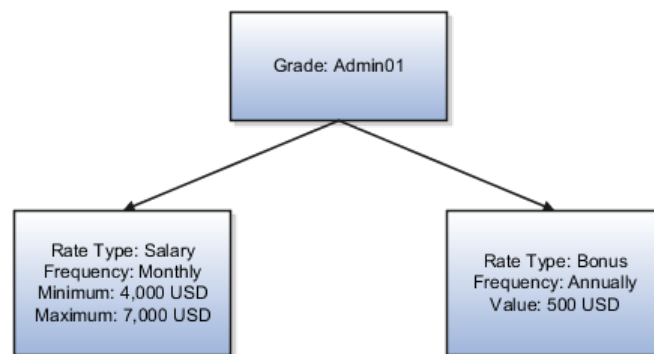 Grade: Admin01
Rate Type: Salary
Frequency: Monthly
Minimum: 4,000 USD
Maximum: 7,000 USD
Rate Type: Bonus
Frequency: Annually
Value: 500 USD